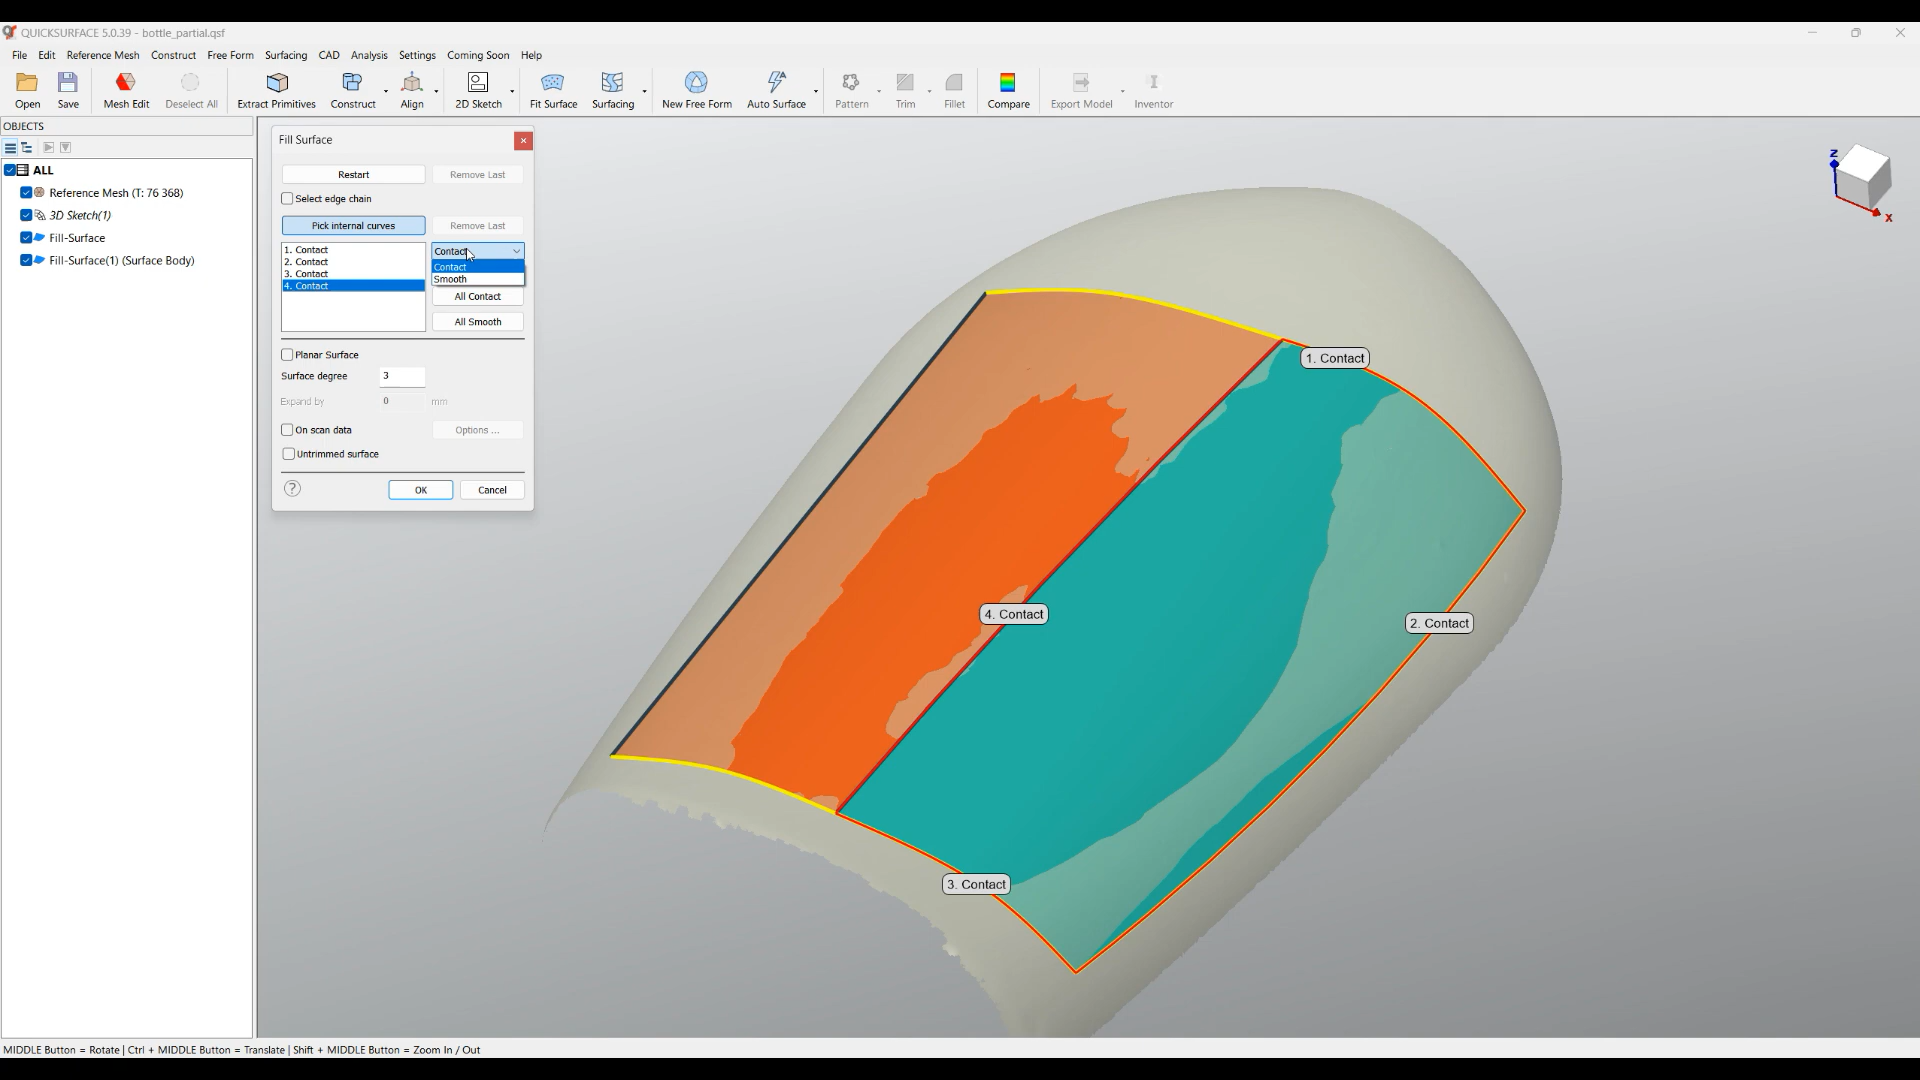 QUICKSURFACE 5.0.39 - bottle_partial.qsf
File Edit Reference Mesh Construct Free Form Surfacing CAD Analysis Settings Coming Soon Help
Open Save Mesh Edit Deselect All Extract Primitives Construct Align 2D Sketch Fit Surface Surfacing New Free Form Auto Surface Pattern Trim Fillet Compare Export Model Inventor
OBJECTS
ALL
Reference Mesh (T: 76 368)
3D Sketch(1)
Fill-Surface
Fill-Surface(1) (Surface Body)
Fill Surface
Restart Remove Last
Select edge chain
Pick internal curves Remove Last
1. Contact
2. Contact
3. Contact
4. Contact
Contact
Contact
Smooth
All Contact
All Smooth
Planar Surface
Surface degree 3
Expand by 0 mm
On scan data Options ...
Untrimmed surface
? OK Cancel
Z
X
1. Contact
4. Contact
2. Contact
3. Contact
MIDDLE Button = Rotate | Ctrl + MIDDLE Button = Translate | Shift + MIDDLE Button = Zoom In / Out